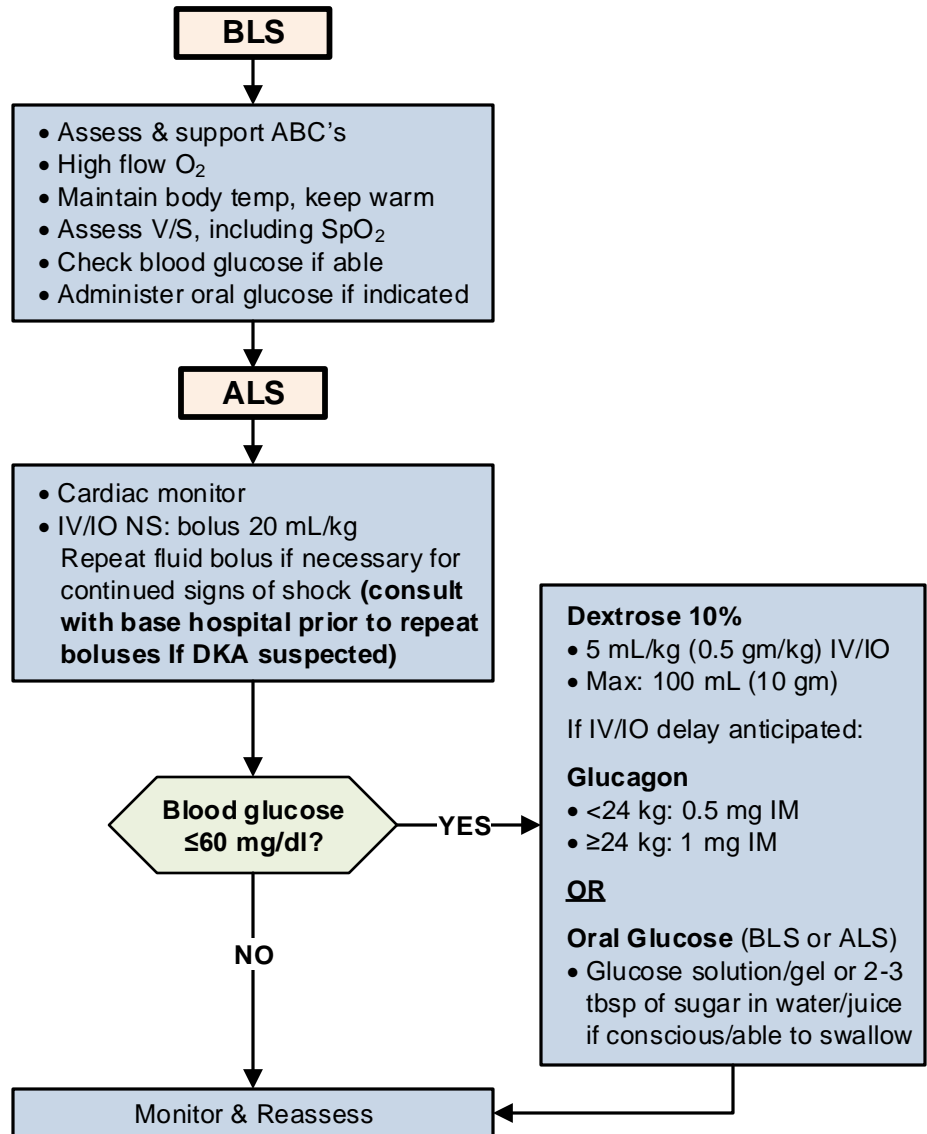 BLS
• Assess & support ABC’s
• High flow O₂
• Maintain body temp, keep warm
• Assess V/S, including SpO₂
• Check blood glucose if able
• Administer oral glucose if indicated
ALS
• Cardiac monitor
• IV/IO NS: bolus 20 mL/kg
Repeat fluid bolus if necessary for
continued signs of shock (consult
with base hospital prior to repeat
boluses If DKA suspected)
Blood glucose
≤60 mg/dl?
YES
Dextrose 10%
• 5 mL/kg (0.5 gm/kg) IV/IO
• Max: 100 mL (10 gm)
If IV/IO delay anticipated:
Glucagon
• <24 kg: 0.5 mg IM
• ≥24 kg: 1 mg IM
OR
Oral Glucose (BLS or ALS)
• Glucose solution/gel or 2-3
tbsp of sugar in water/juice
if conscious/able to swallow
NO
Monitor & Reassess